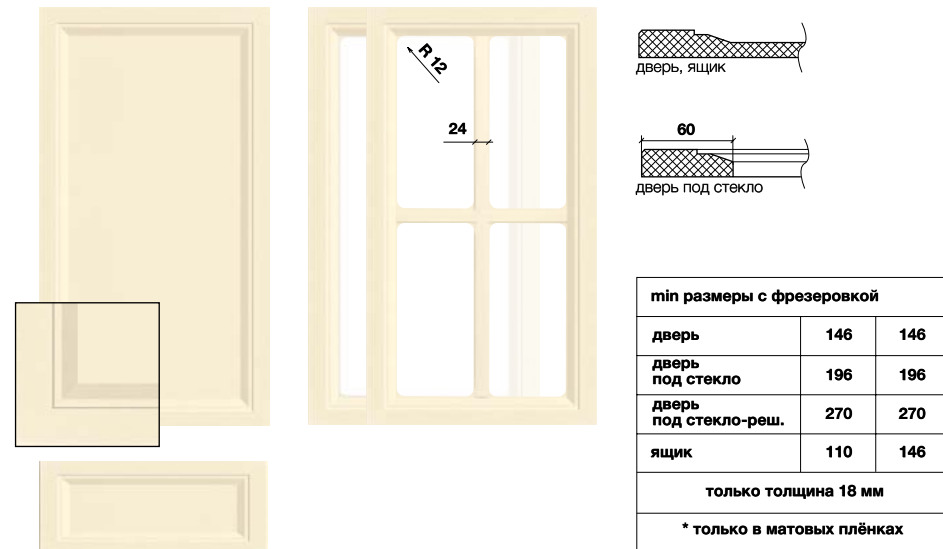 R 12
24
дверь, ящик
60
дверь под стекло
min размеры с фрезеровкой
дверь 146 146
дверь
под стекло 196 196
дверь
под стекло-реш. 270 270
ящик 110 146
только толщина 18 мм
* только в матовых плёнках